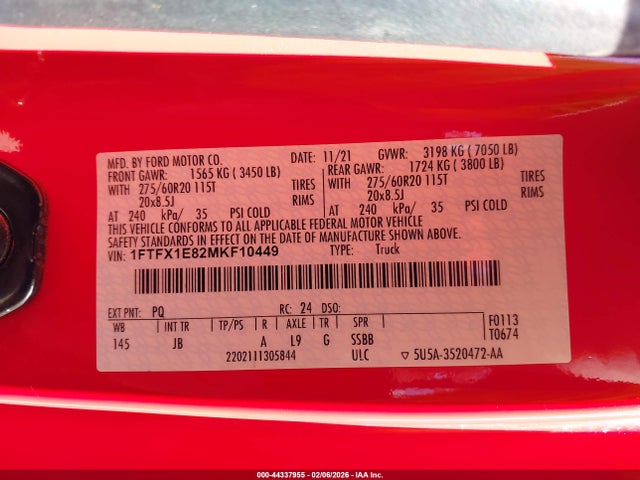 MFD. BY FORD MOTOR CO. DATE: 11/21 GVWR: 3198 KG ( 7050 LB)
FRONT GAWR: 1565 KG ( 3450 LB) REAR GAWR: 1724 KG ( 3800 LB)
WITH 275/60R20 115T TIRES WITH 275/60R20 115T TIRES
20x8.5J RIMS 20x8.5J RIMS
AT 240 kPa/ 35 PSI COLD AT 240 kPa/ 35 PSI COLD
THIS VEHICLE CONFORMS TO ALL APPLICABLE FEDERAL MOTOR VEHICLE
SAFETY STANDARDS IN EFFECT ON THE DATE OF MANUFACTURE SHOWN ABOVE.
VIN: 1FTFX1E82MKF10449 TYPE: Truck
EXT PNT: PQ RC: 24 DSO:
WB INT TR TP/PS R AXLE TR SPR F0113
145 JB A L9 G SSBB T0674
2202111305844 ULC ▽ 5U5A-3520472-AA
000-44337955 - 02/06/2026 - IAA Inc.